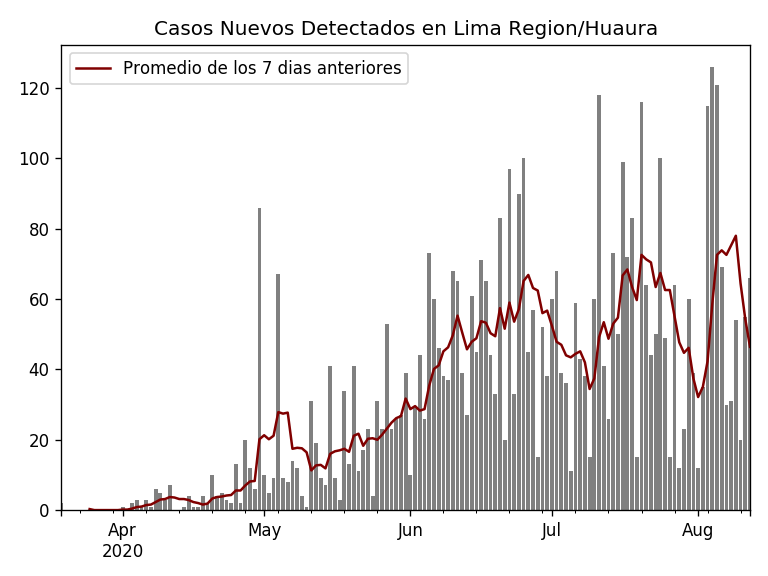 Casos Nuevos Detectados en Lima Region/Huaura
Promedio de los 7 dias anteriores
120
100
80
60
40
20
0
Apr
2020
May
Jun
Jul
Aug